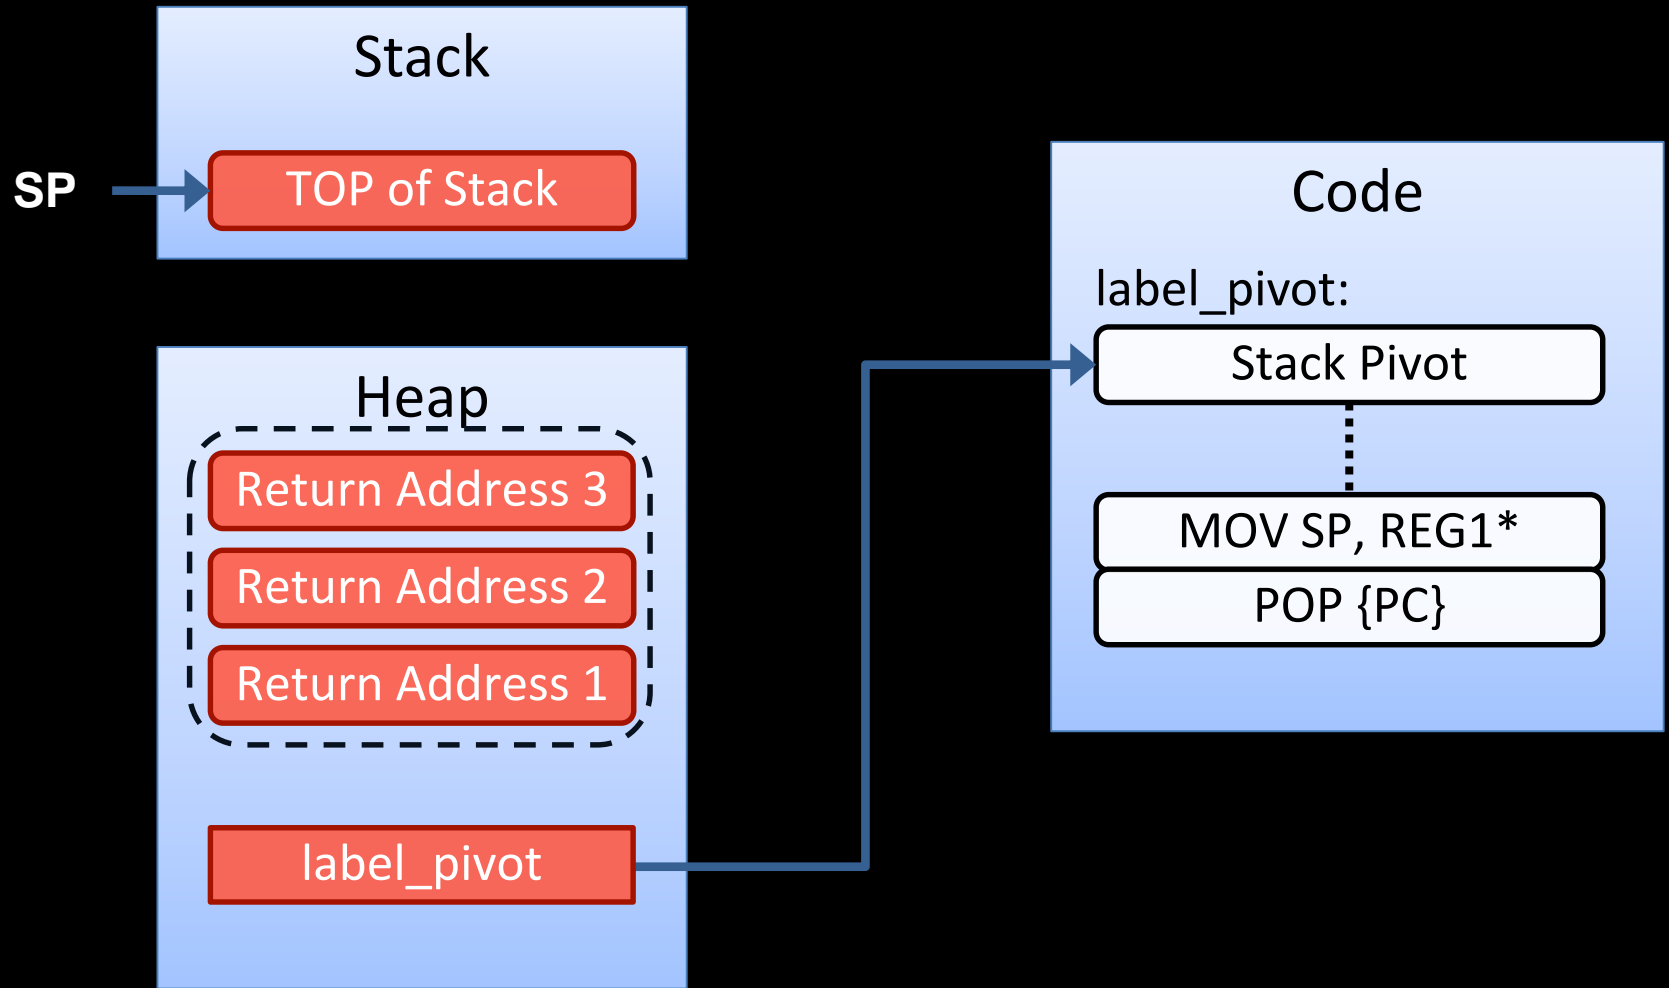 Stack
SP
TOP of Stack
Heap
Return Address 3
Return Address 2
Return Address 1
label_pivot
Code
label_pivot:
Stack Pivot
MOV SP, REG1*
POP {PC}